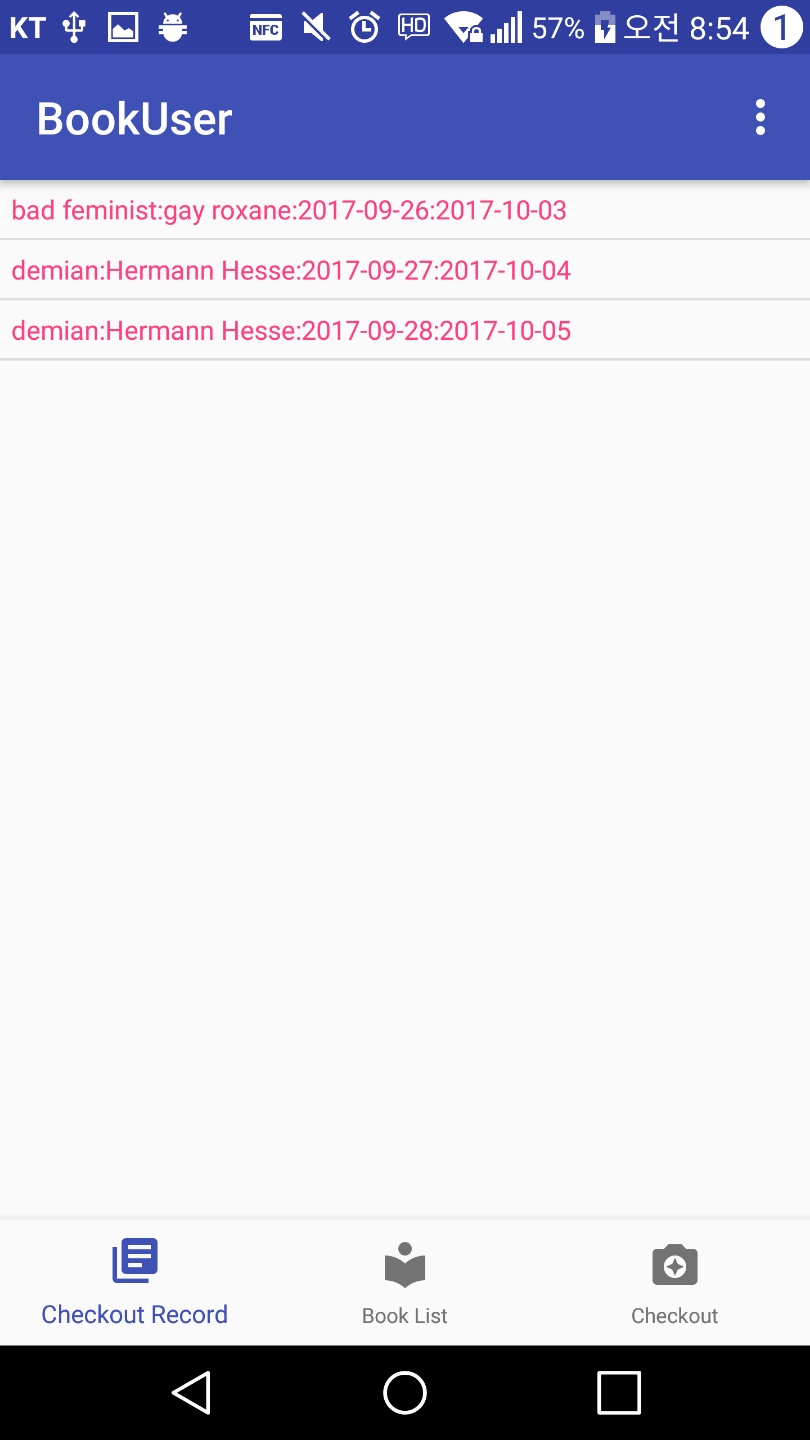 KT NFC HD 57% 오전 8:54 1
BookUser
bad feminist:gay roxane:2017-09-26:2017-10-03
demian:Hermann Hesse:2017-09-27:2017-10-04
demian:Hermann Hesse:2017-09-28:2017-10-05
Checkout Record Book List Checkout